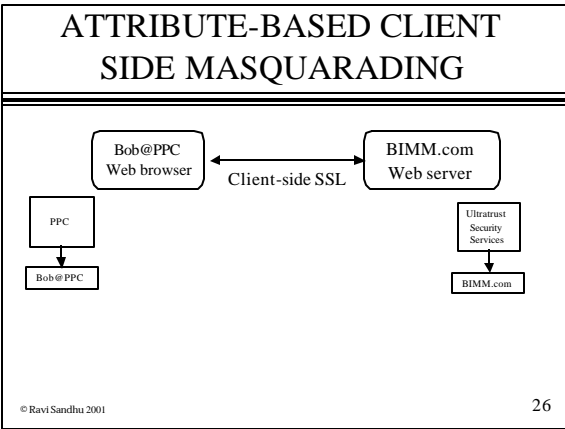 ATTRIBUTE-BASED CLIENT
SIDE MASQUARADING
Bob@PPC
Web browser
Client-side SSL
BIMM.com
Web server
PPC
Bob@PPC
Ultratrust
Security
Services
BIMM.com
© Ravi Sandhu 2001
26